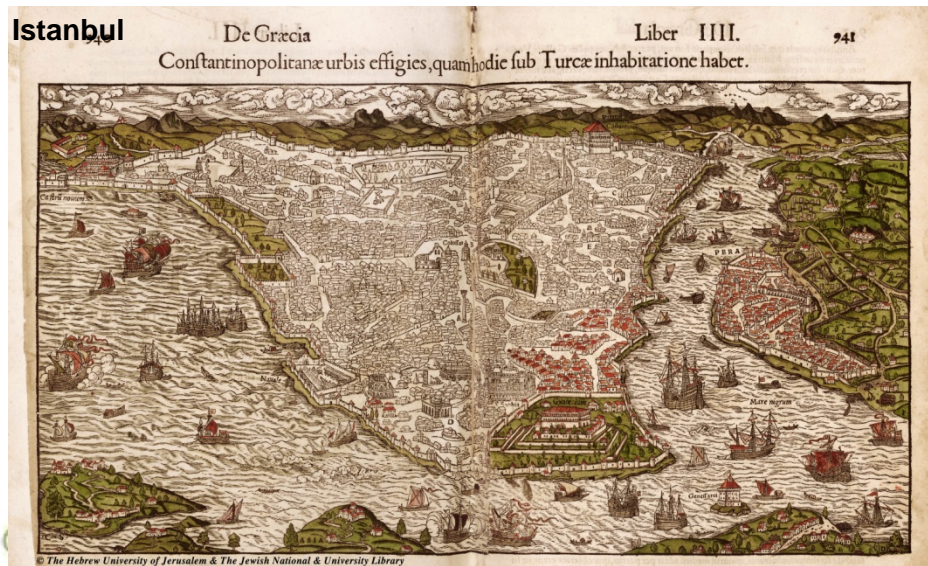 Istanbul
940 De Græcia Liber IIII. 941
Conſtantinopolitanæ urbis effigies, quam hodie ſub Turcæ inhabitatione habet.
PERA
Mare nigrum
© The Hebrew University of Jerusalem & The Jewish National & University Library